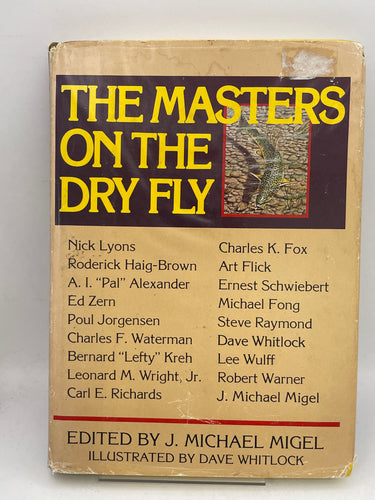 THE MASTERS
ON THE
DRY FLY
Nick Lyons
Roderick Haig-Brown
A. I. "Pal" Alexander
Ed Zern
Poul Jorgensen
Charles F. Waterman
Bernard "Lefty" Kreh
Leonard M. Wright, Jr.
Carl E. Richards
Charles K. Fox
Art Flick
Ernest Schwiebert
Michael Fong
Steve Raymond
Dave Whitlock
Lee Wulff
Robert Warner
J. Michael Migel
EDITED BY J. MICHAEL MIGEL
ILLUSTRATED BY DAVE WHITLOCK